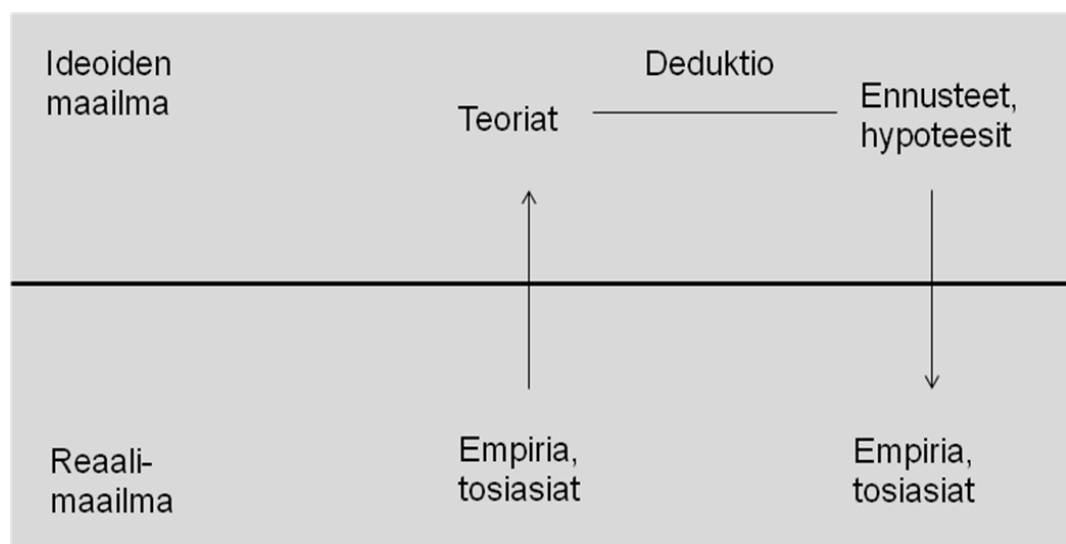 Ideoiden
maailma
Deduktio
Teoriat
Ennusteet,
hypoteesit
Reaali-
maailma
Empiria,
tosiasiat
Empiria,
tosiasiat